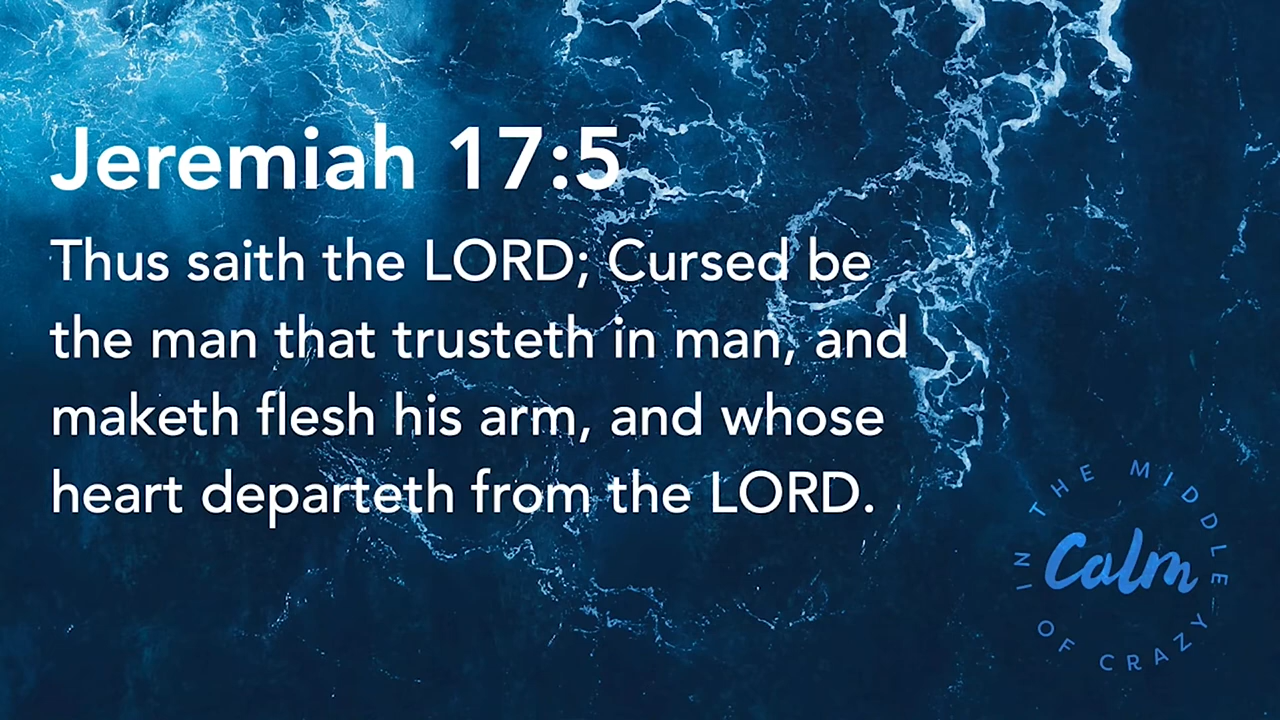 Jeremiah 17:5
Thus saith the LORD; Cursed be
the man that trusteth in man, and
maketh flesh his arm, and whose
heart departeth from the LORD.
IN THE MIDDLE
Calm
OF CRAZY